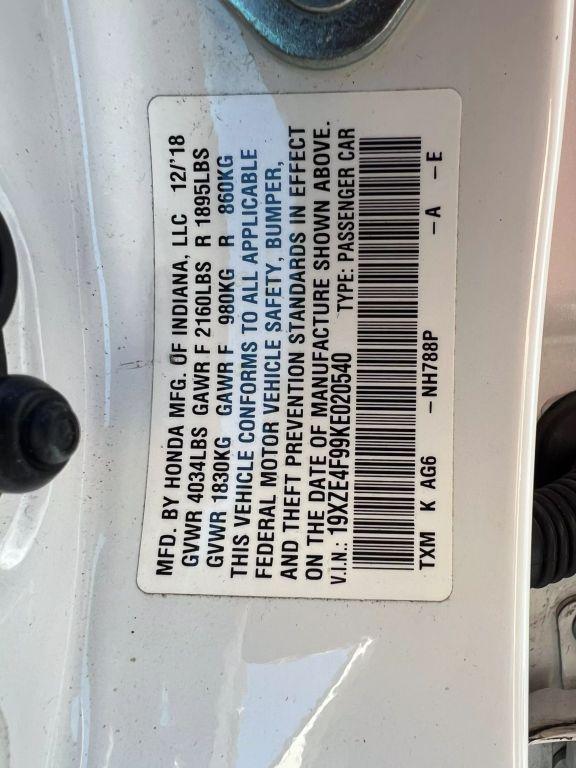 MFD. BY HONDA MFG. OF INDIANA, LLC 12/'18
GVWR 4034LBS GAWR F 2160LBS R 1895LBS
GVWR 1830KG GAWR F 980KG R 860KG
THIS VEHICLE CONFORMS TO ALL APPLICABLE
FEDERAL MOTOR VEHICLE SAFETY, BUMPER,
AND THEFT PREVENTION STANDARDS IN EFFECT
ON THE DATE OF MANUFACTURE SHOWN ABOVE.
V.I.N.: 19XZE4F99KE020540 TYPE: PASSENGER CAR
TXM K AG6 – NH788P – A – E